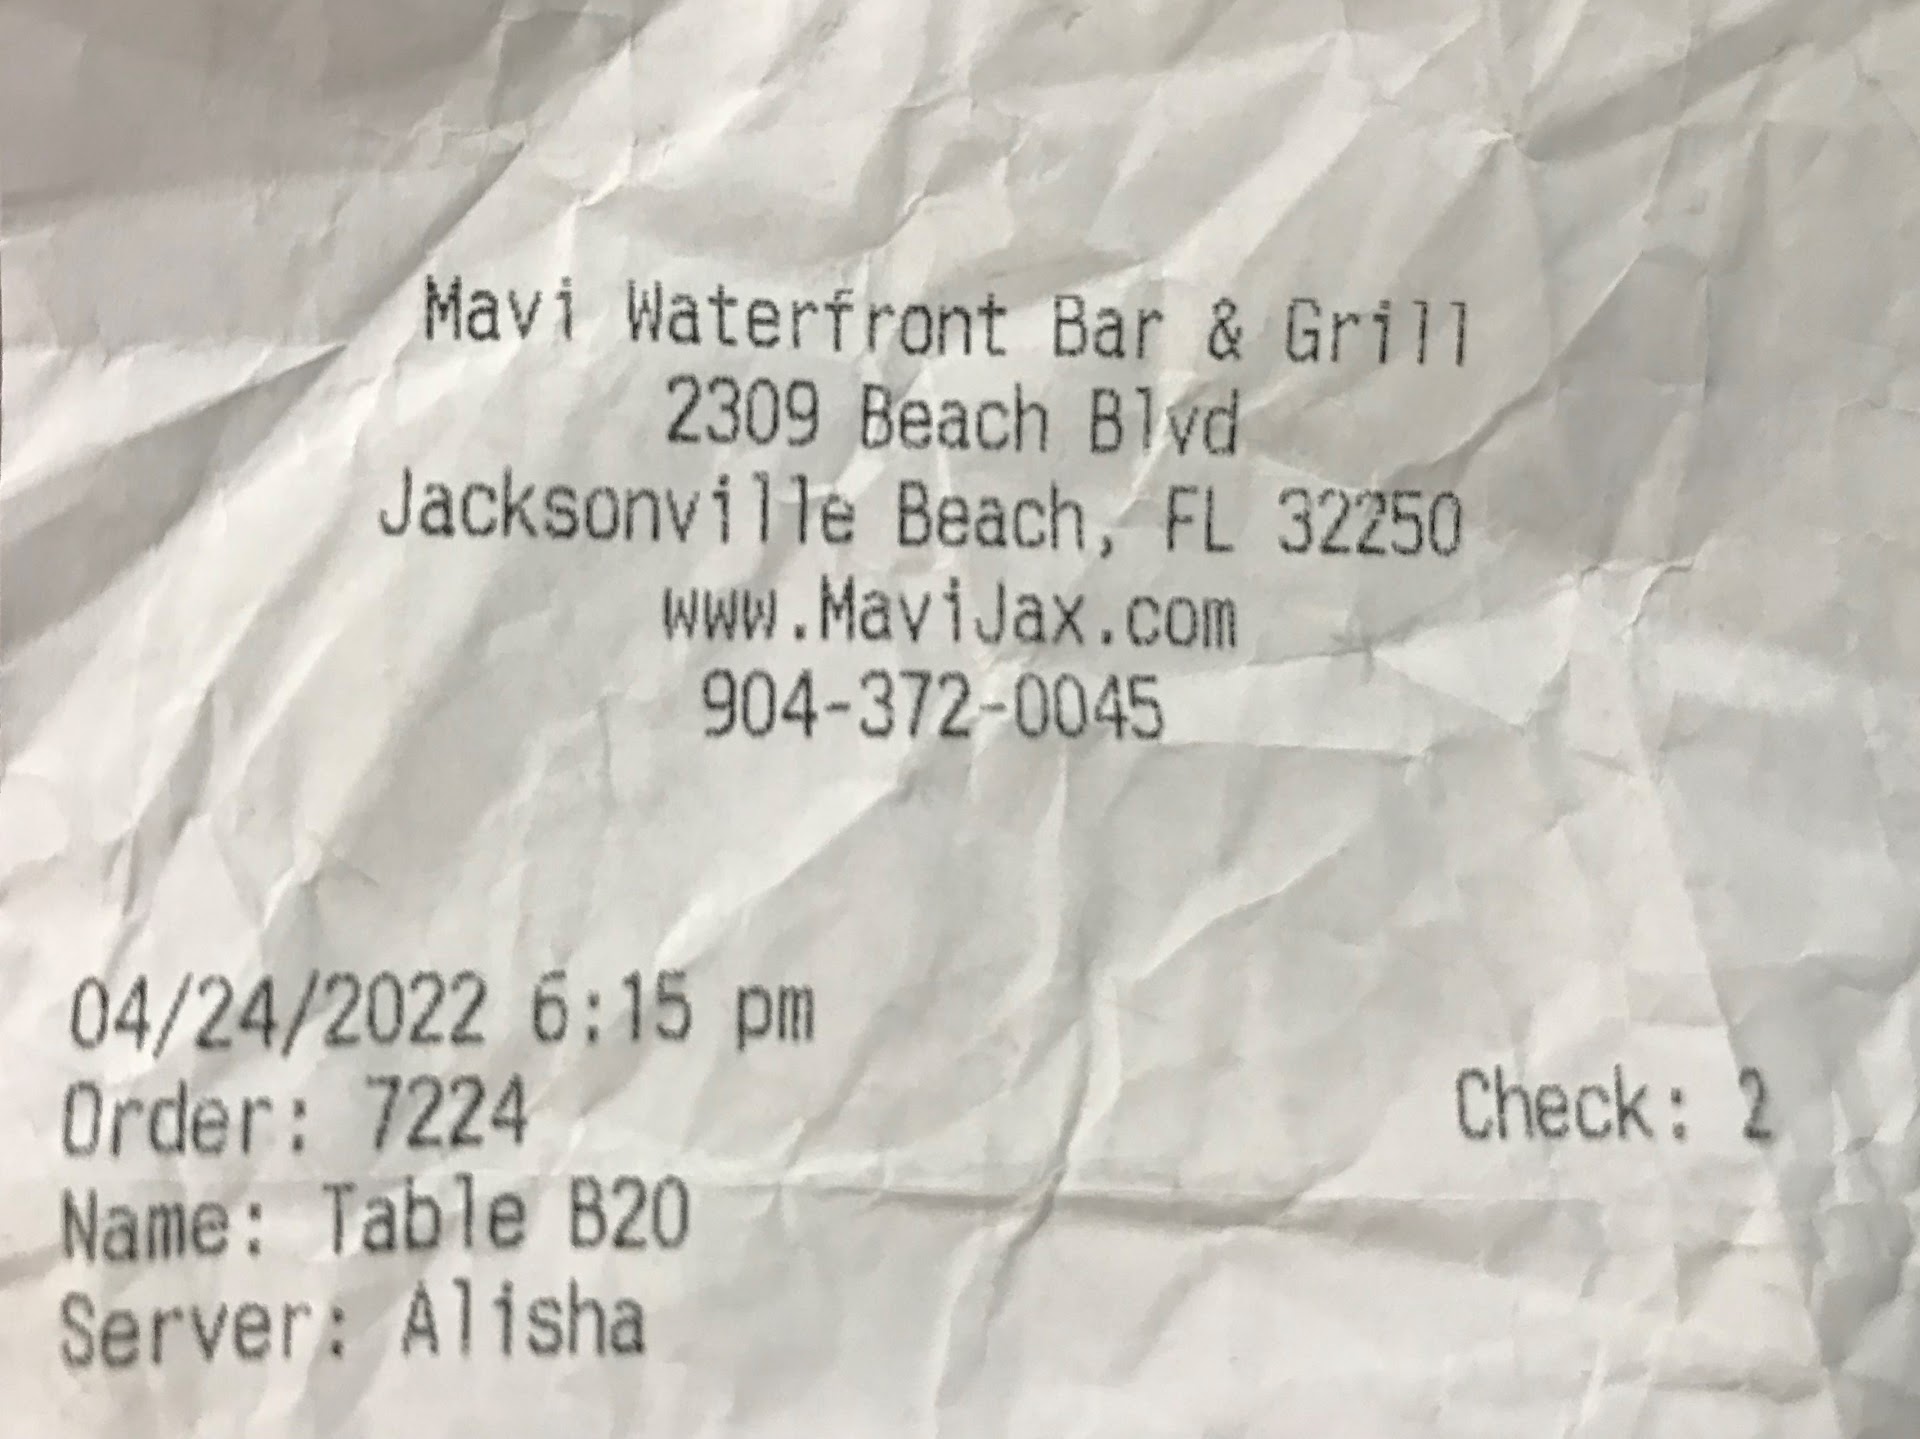 Mavi Waterfront Bar & Grill
2309 Beach Blvd
Jacksonville Beach, FL 32250
www.MaviJax.com
904-372-0045
04/24/2022 6:15 pm
Order: 7224 Check: 2
Name: Table B20
Server: Alisha